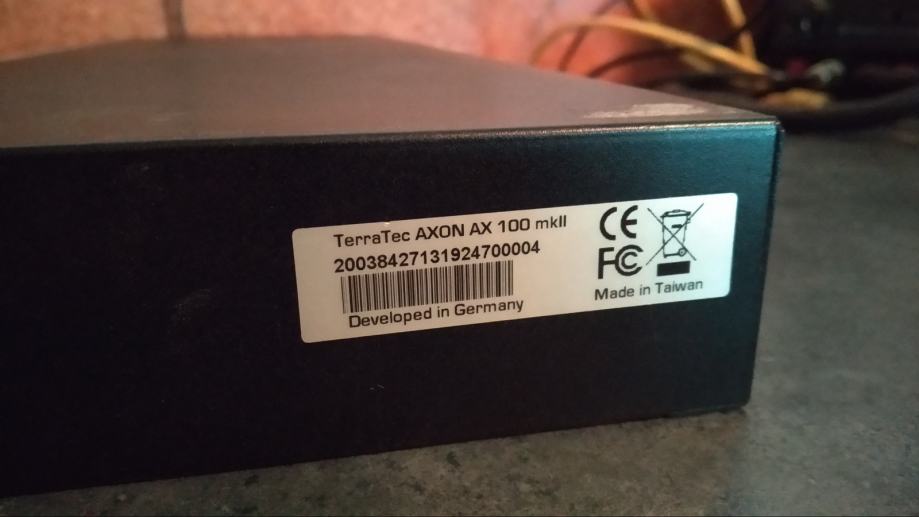 TerraTec AXON AX 100 mkII
20038427131924700004
Developed in Germany
CE
FC
Made in Taiwan